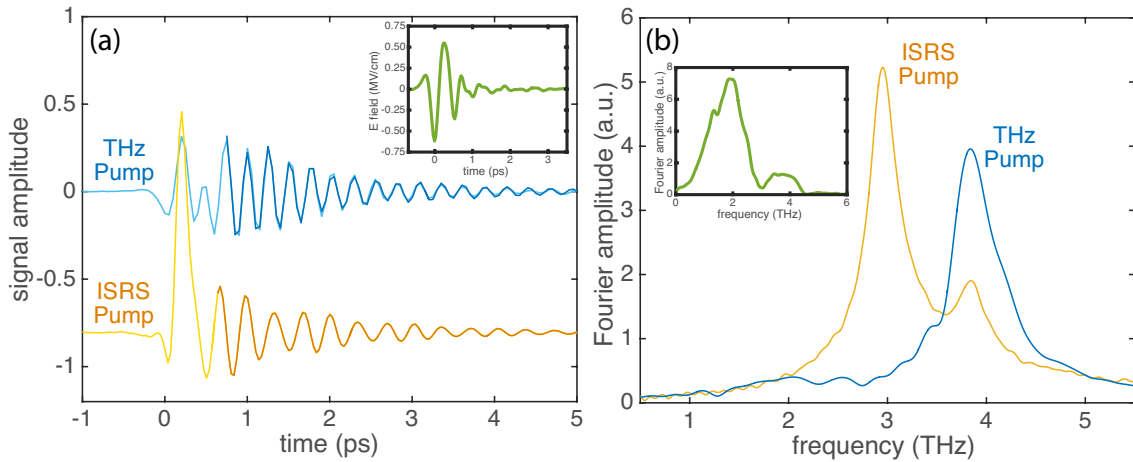 (a)
1
0.5
0
-0.5
-1
signal amplitude
THz
Pump
ISRS
Pump
-1
0
1
2
3
4
5
time (ps)
0.75
0.50
0.25
0
-0.25
-0.50
-0.75
E field (MV/cm)
0
1
2
3
time (ps)
(b)
6
5
4
3
2
1
0
Fourier amplitude (a.u.)
ISRS
Pump
THz
Pump
1
2
3
4
5
frequency (THz)
8
6
4
2
0
Fourier amplitude (a.u.)
0
2
4
6
frequency (THz)